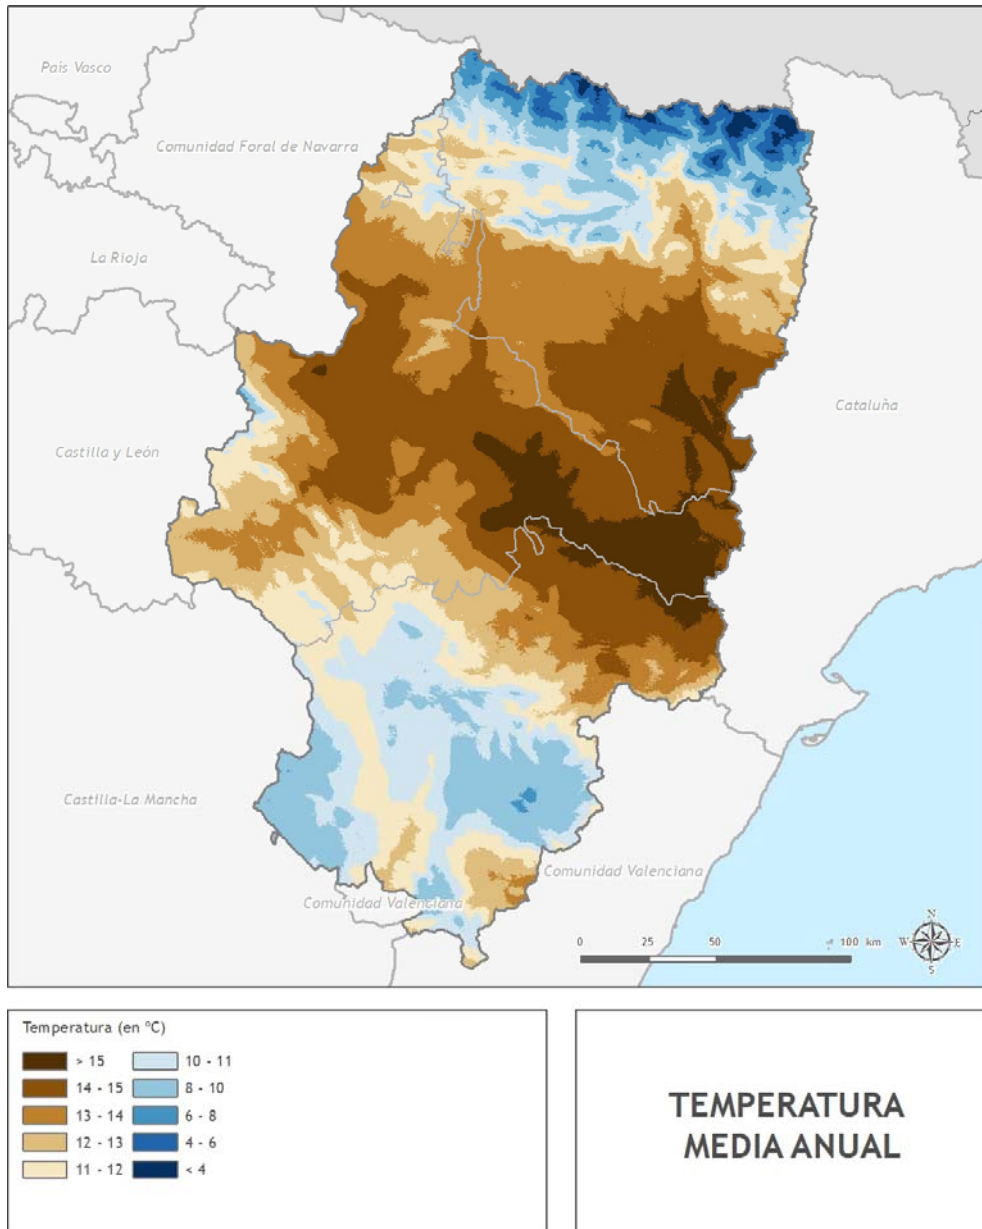 País Vasco
Comunidad Foral de Navarra
La Rioja
Cataluña
Castilla y León
Castilla-La Mancha
Comunidad Valenciana
Comunidad Valenciana
N
W E
S
0 25 50 100 km
Temperatura (en ºC)
> 15 10 - 11
14 - 15 8 - 10
13 - 14 6 - 8
12 - 13 4 - 6
11 - 12 < 4
TEMPERATURA
MEDIA ANUAL